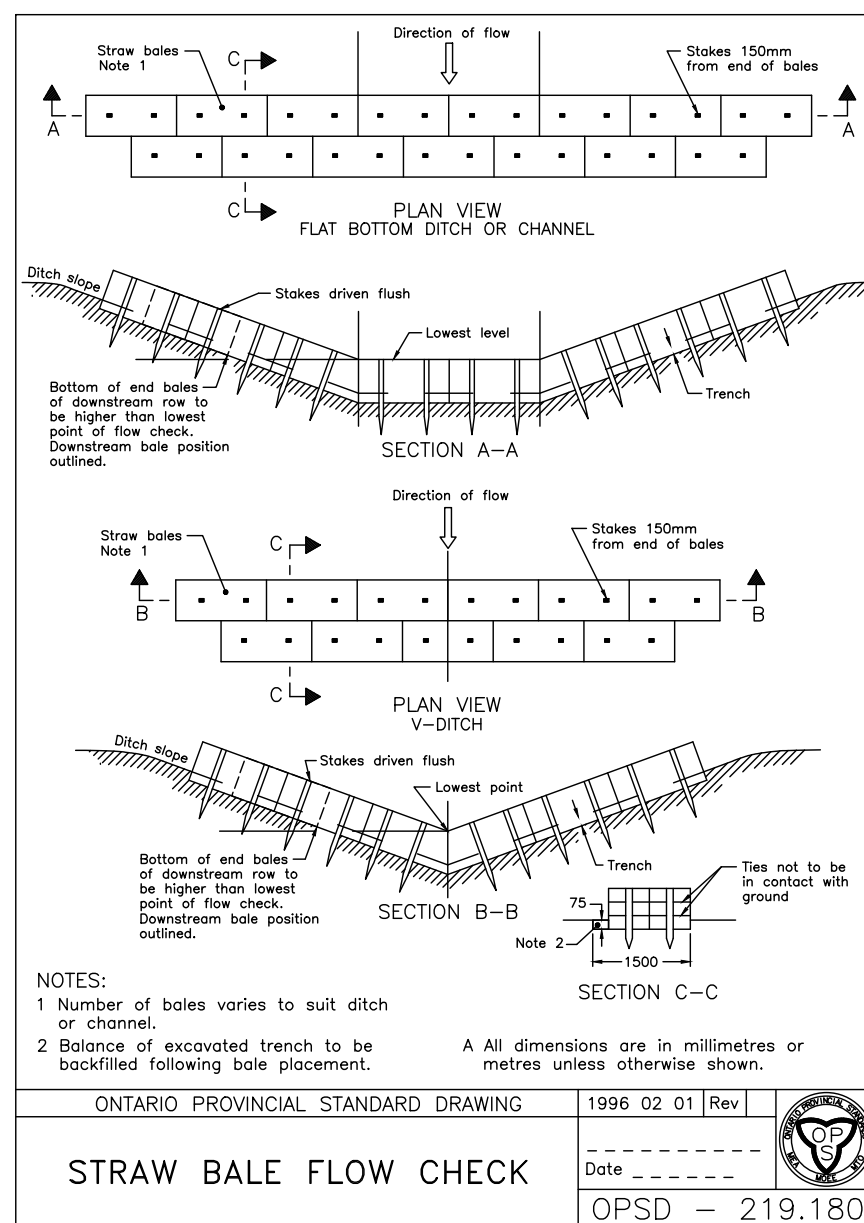 Direction of flow
Straw bales
Note 1
C
Stakes 150mm
from end of bales
A
A
C
PLAN VIEW
FLAT BOTTOM DITCH OR CHANNEL
Ditch slope
Stakes driven flush
Lowest level
Bottom of end bales
of downstream row to
be higher than lowest
point of flow check.
Downstream bale position
outlined.
Trench
SECTION A-A
Direction of flow
Straw bales
Note 1
C
Stakes 150mm
from end of bales
B
B
C
PLAN VIEW
V-DITCH
Ditch slope
Stakes driven flush
Lowest point
Bottom of end bales
of downstream row to
be higher than lowest
point of flow check.
Downstream bale position
outlined.
Trench
SECTION B-B
Ties not to be
in contact with
ground
75
Note 2
1500
SECTION C-C
NOTES:
1 Number of bales varies to suit ditch
or channel.
2 Balance of excavated trench to be
backfilled following bale placement.
A All dimensions are in millimetres or
metres unless otherwise shown.
ONTARIO PROVINCIAL STANDARD DRAWING
1996 02 01
Rev
STRAW BALE FLOW CHECK
Date
ONTARIO PROVINCIAL STANDARD
OPS
MEA
MOEE
MTO
OPSD - 219.180